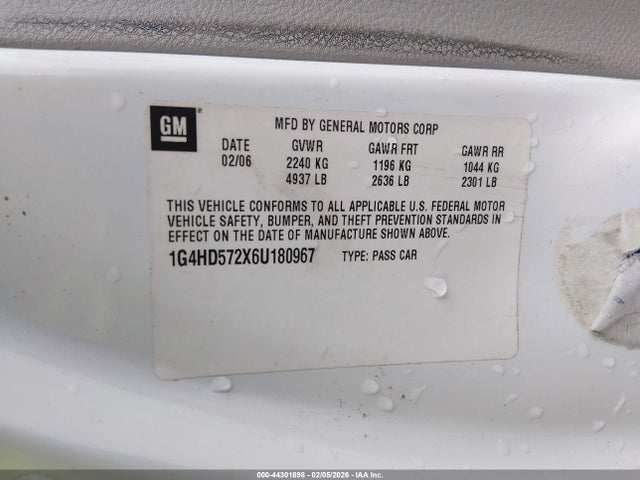 GM ®
MFD BY GENERAL MOTORS CORP
DATE GVWR GAWR FRT GAWR RR
02/06 2240 KG 1196 KG 1044 KG
4937 LB 2636 LB 2301 LB
THIS VEHICLE CONFORMS TO ALL APPLICABLE U.S. FEDERAL MOTOR
VEHICLE SAFETY, BUMPER, AND THEFT PREVENTION STANDARDS IN
EFFECT ON THE DATE OF MANUFACTURE SHOWN ABOVE.
1G4HD572X6U180967 TYPE: PASS CAR
000-44301898 - 02/05/2026 - IAA Inc.